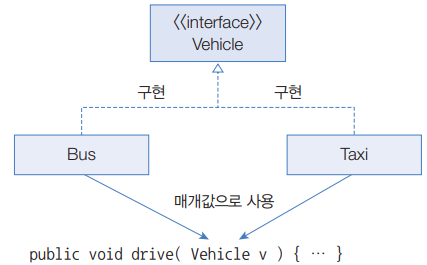 《interface》
Vehicle
구현 구현
Bus Taxi
매개값으로 사용
public void drive( Vehicle v ) { … }